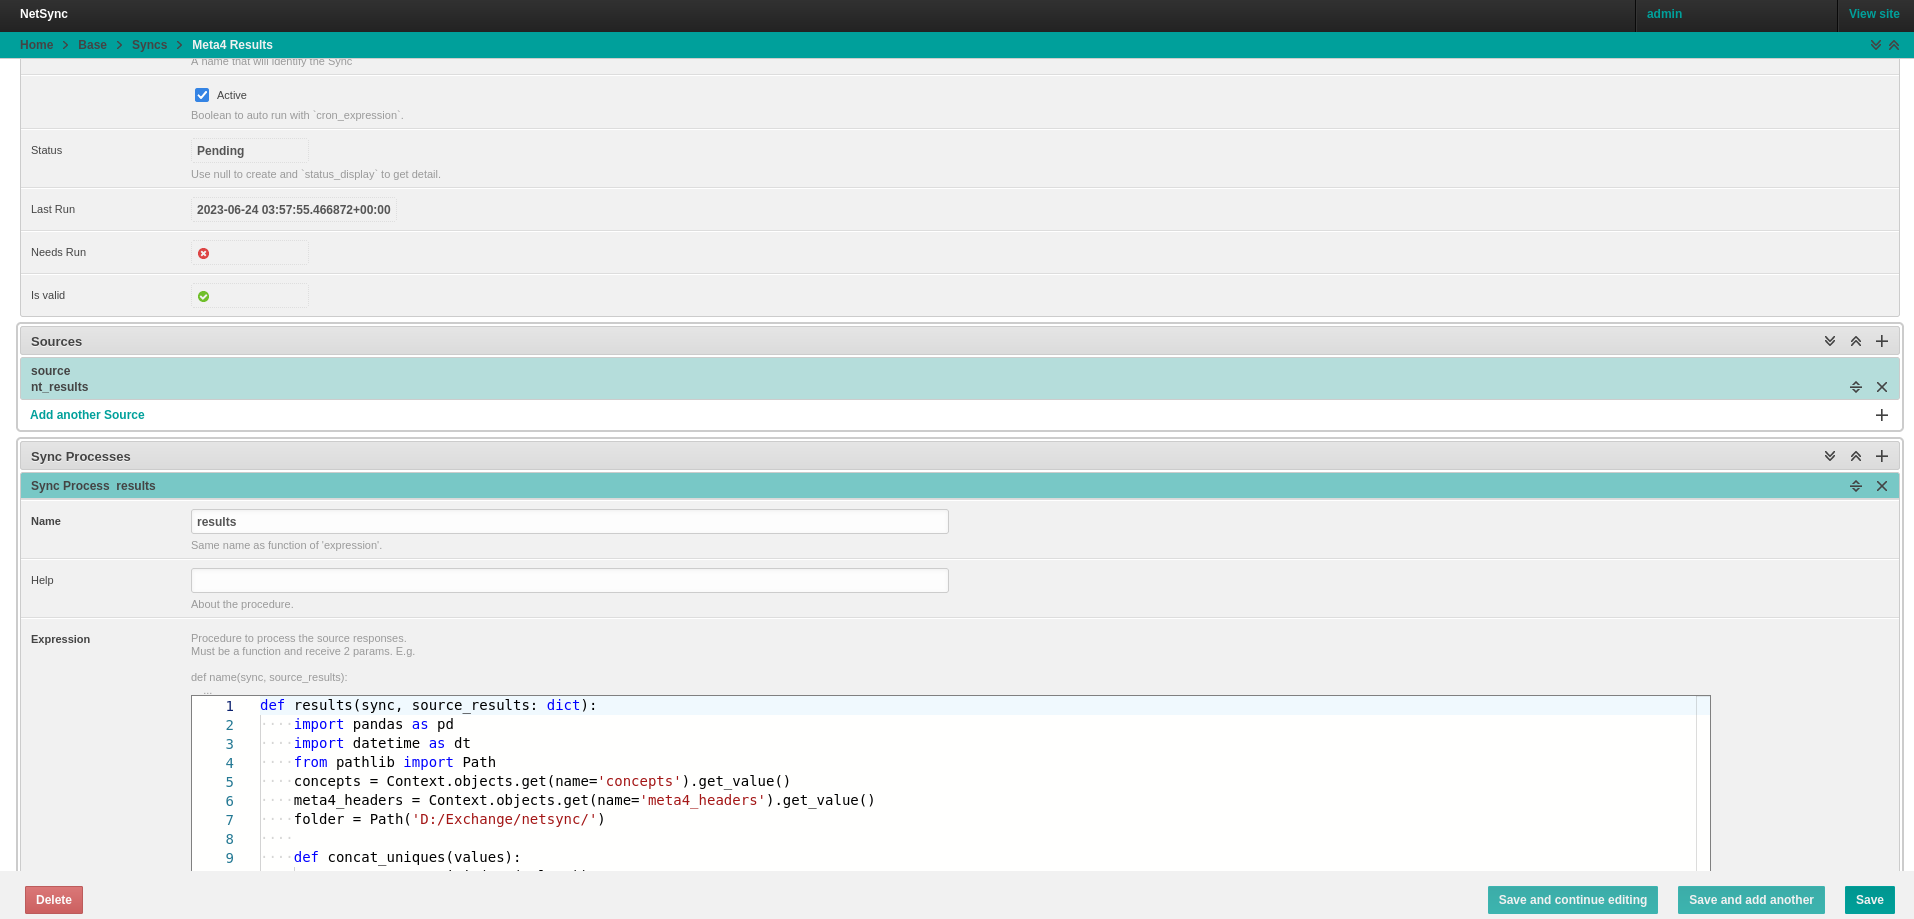 NetSync
admin
View site
Home > Base > Syncs > Meta4 Results
A name that will identify the Sync
Active
Boolean to auto run with `cron_expression`.
Status
Pending
Use null to create and `status_display` to get detail.
Last Run
2023-06-24 03:57:55.466872+00:00
Needs Run
Is valid
Sources
source
nt_results
Add another Source
Sync Processes
Sync Process results
Name
results
Same name as function of 'expression'.
Help
About the procedure.
Expression
Procedure to process the source responses.
Must be a function and receive 2 params. E.g.
def name(sync, source_results):
...
1 def results(sync, source_results: dict):
2 ····import pandas as pd
3 ····import datetime as dt
4 ····from pathlib import Path
5 ····concepts = Context.objects.get(name='concepts').get_value()
6 ····meta4_headers = Context.objects.get(name='meta4_headers').get_value()
7 ····folder = Path('D:/Exchange/netsync/')
8 ····
9 ····def concat_uniques(values):
Delete
Save and continue editing
Save and add another
Save